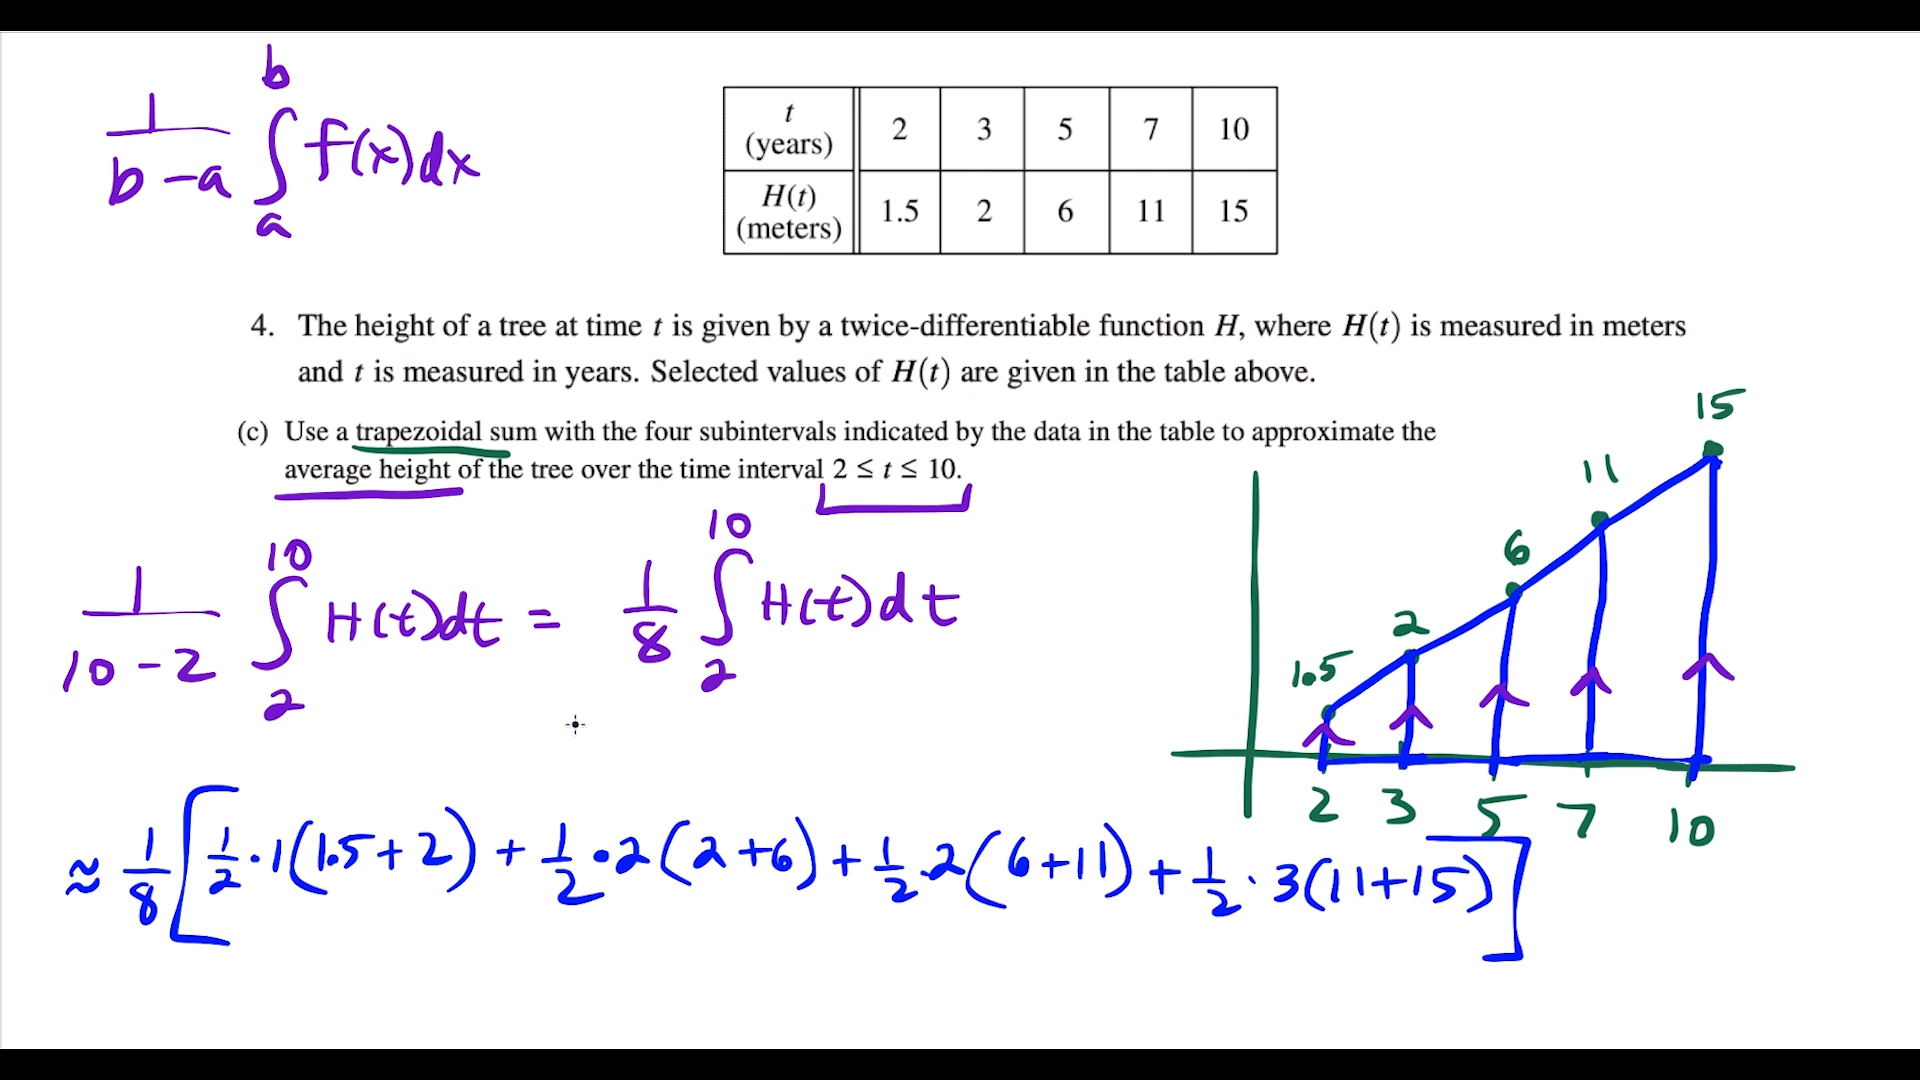 1/(b-a) ∫_a^b f(x)dx
t (years) 2 3 5 7 10
H(t) (meters) 1.5 2 6 11 15
4. The height of a tree at time t is given by a twice-differentiable function H, where H(t) is measured in meters
and t is measured in years. Selected values of H(t) are given in the table above.
(c) Use a trapezoidal sum with the four subintervals indicated by the data in the table to approximate the
average height of the tree over the time interval 2 ≤ t ≤ 10.
1/(10-2) ∫_2^10 H(t)dt = 1/8 ∫_2^10 H(t)dt
1.5 2 6 11 15
2 3 5 7 10
≈ 1/8 [1/2·1(1.5+2) + 1/2·2(2+6) + 1/2·2(6+11) + 1/2·3(11+15)]